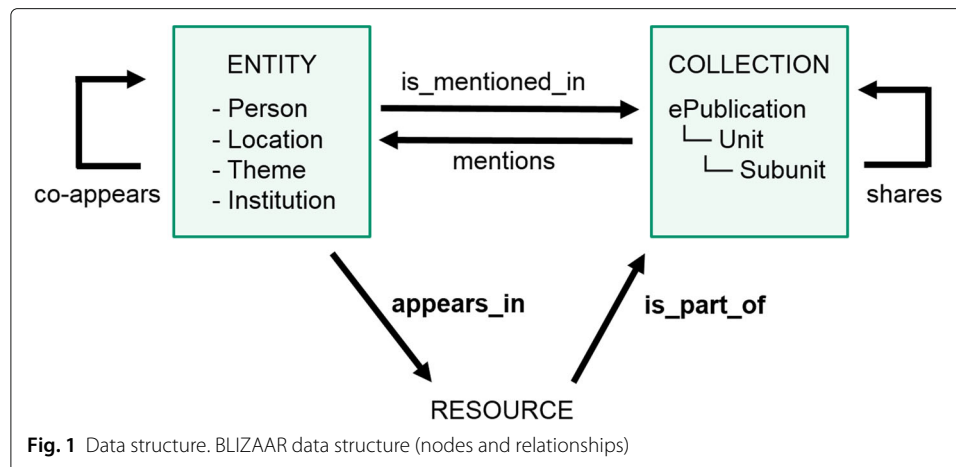 ENTITY
- Person
- Location
- Theme
- Institution
co-appears
is_mentioned_in
mentions
COLLECTION
ePublication
Unit
Subunit
shares
appears_in
is_part_of
RESOURCE
Fig. 1 Data structure. BLIZAAR data structure (nodes and relationships)